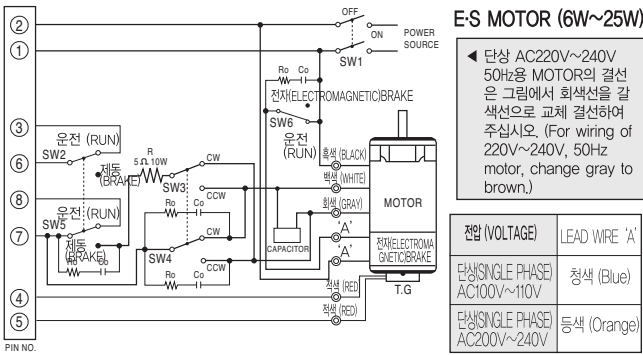 E·S MOTOR (6W~25W)
OFF
ON
POWER
SOURCE
SW1
②
①
③
⑥
⑧
⑦
④
⑤
PIN NO.
Ro Co
전자(ELECTROMAGNETIC)BRAKE
SW6
운전
(RUN)
운전 (RUN)
SW2
제동
(BRAKE)
R
5Ω 10W
SW3
CW
CCW
Ro Co
운전 (RUN)
SW5
제동
(BRAKE)
Ro Co
SW4
CW
CCW
Ro Co
CAPACITOR
흑색 (BLACK)
백색 (WHITE)
회색 (GRAY)
'A'
'A'
적색 (RED)
적색 (RED)
MOTOR
전자(ELECTROMA
GNETIC)BRAKE
T.G
◀ 단상 AC220V~240V
50Hz용 MOTOR의 결선
은 그림에서 회색선을 갈
색선으로 교체 결선하여
주십시오. (For wiring of
220V~240V, 50Hz
motor, change gray to
brown.)
전압 (VOLTAGE) LEAD WIRE 'A'
단상(SINGLE PHASE)
AC100V~110V
청색 (Blue)
단상(SINGLE PHASE)
AC200V~240V
등색 (Orange)